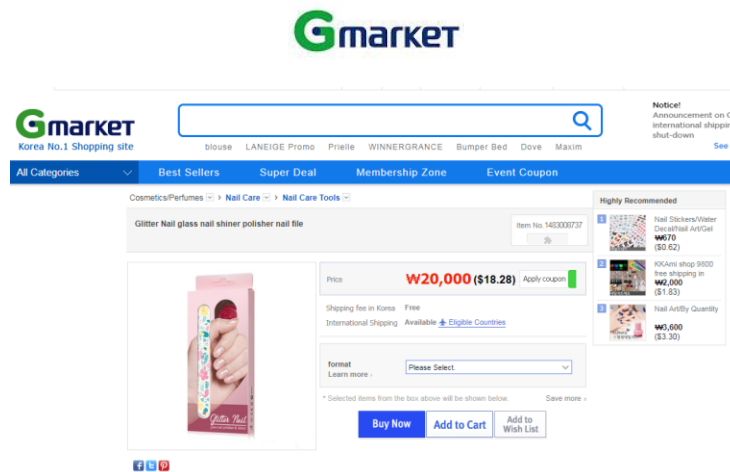 Gmarket
Gmarket
Korea No.1 Shopping site
blouse LANEIGE Promo Prielle WINNERGRANCE Bumper Bed Dove Maxim
Notice!
Announcement on
international shippin
shut-down
See
All Categories Best Sellers Super Deal Membership Zone Event Coupon
Cosmetics/Perfumes > Nail Care > Nail Care Tools
Glitter Nail glass nail shiner polisher nail file
Item No.1483008737
Price ₩20,000 ($18.28) Apply coupon
Shipping fee in Korea Free
International Shipping Available Eligible Countries
format
Learn more
Please Select
* Selected items from the box above will be shown below. Save more
Buy Now Add to Cart Add to
Wish List
Glitter Nail
Highly Recommended
1 Nail Stickers/Water
Decal/Nail Art/Gel
₩670
($0.62)
2 KKAmi shop 9800
free shipping in
₩2,000
($1.83)
3 Nail Art/By Quantity
₩3,600
($3.30)